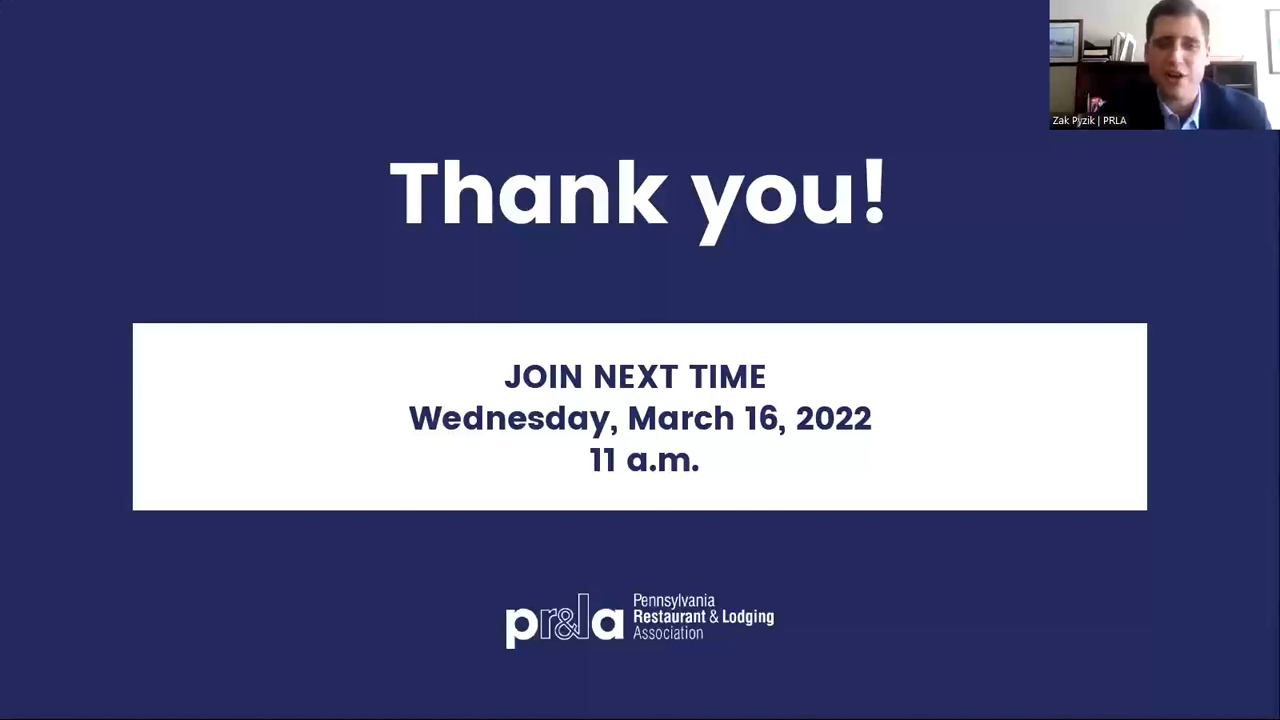 Zak Pyzik | PRLA
Thank you!
JOIN NEXT TIME
Wednesday, March 16, 2022
11 a.m.
pr&la
Pennsylvania
Restaurant & Lodging
Association